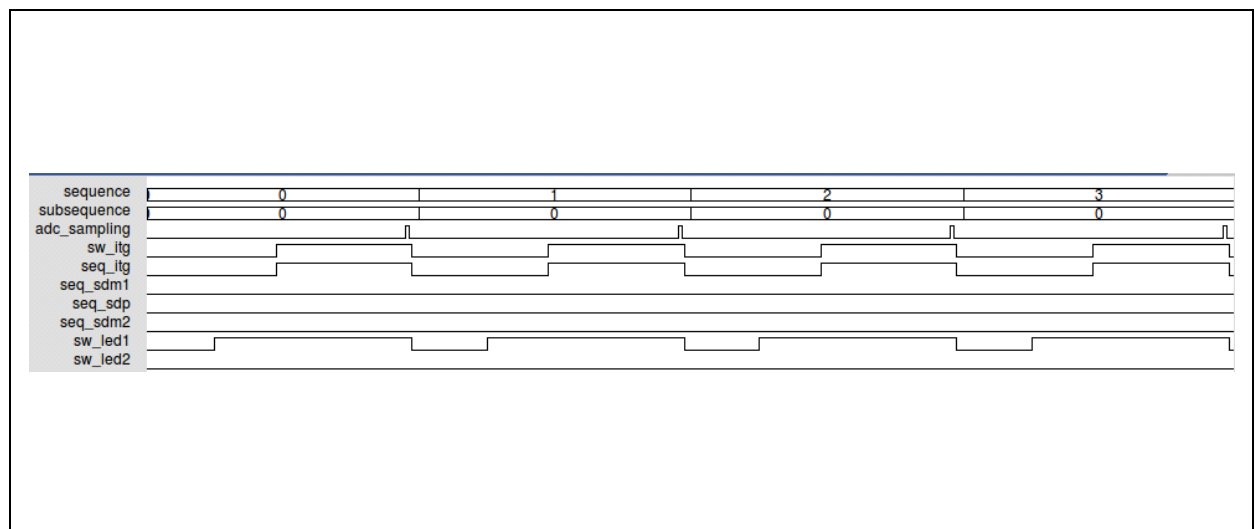 sequence 0 1 2 3
subsequence 0 0 0 0
adc_sampling
sw_itg
seq_itg
seq_sdm1
seq_sdp
seq_sdm2
sw_led1
sw_led2